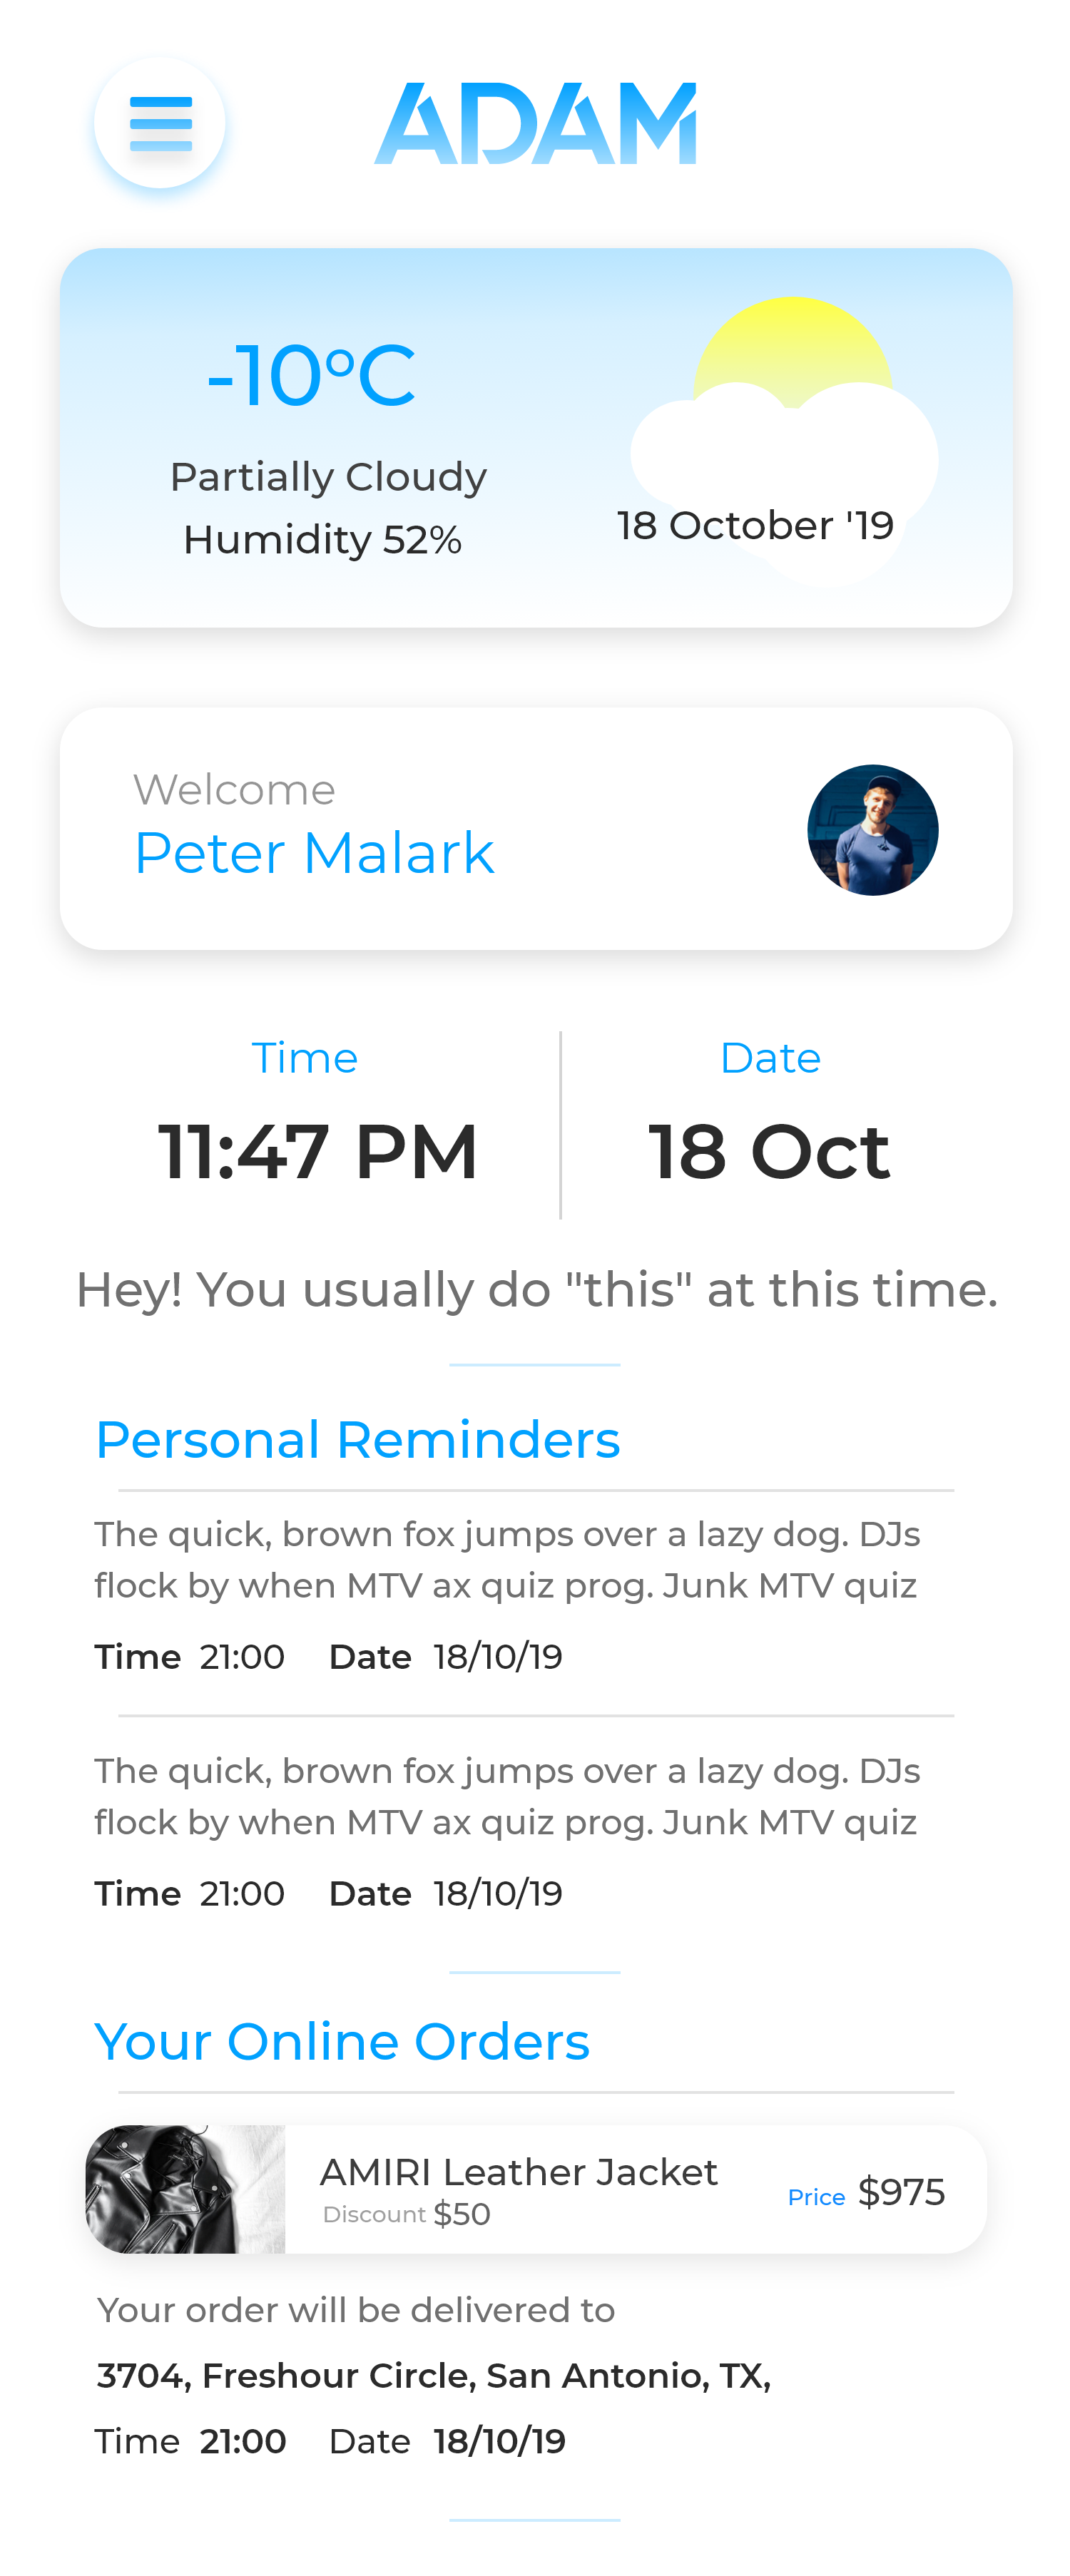 ADAM
-10°C
Partially Cloudy
Humidity 52%
18 October '19
Welcome
Peter Malark
Time
Date
11:47 PM
18 Oct
Hey! You usually do "this" at this time.
Personal Reminders
The quick, brown fox jumps over a lazy dog. DJs
flock by when MTV ax quiz prog. Junk MTV quiz
Time 21:00 Date 18/10/19
The quick, brown fox jumps over a lazy dog. DJs
flock by when MTV ax quiz prog. Junk MTV quiz
Time 21:00 Date 18/10/19
Your Online Orders
AMIRI Leather Jacket
Discount $50
Price $975
Your order will be delivered to
3704, Freshour Circle, San Antonio, TX,
Time 21:00 Date 18/10/19